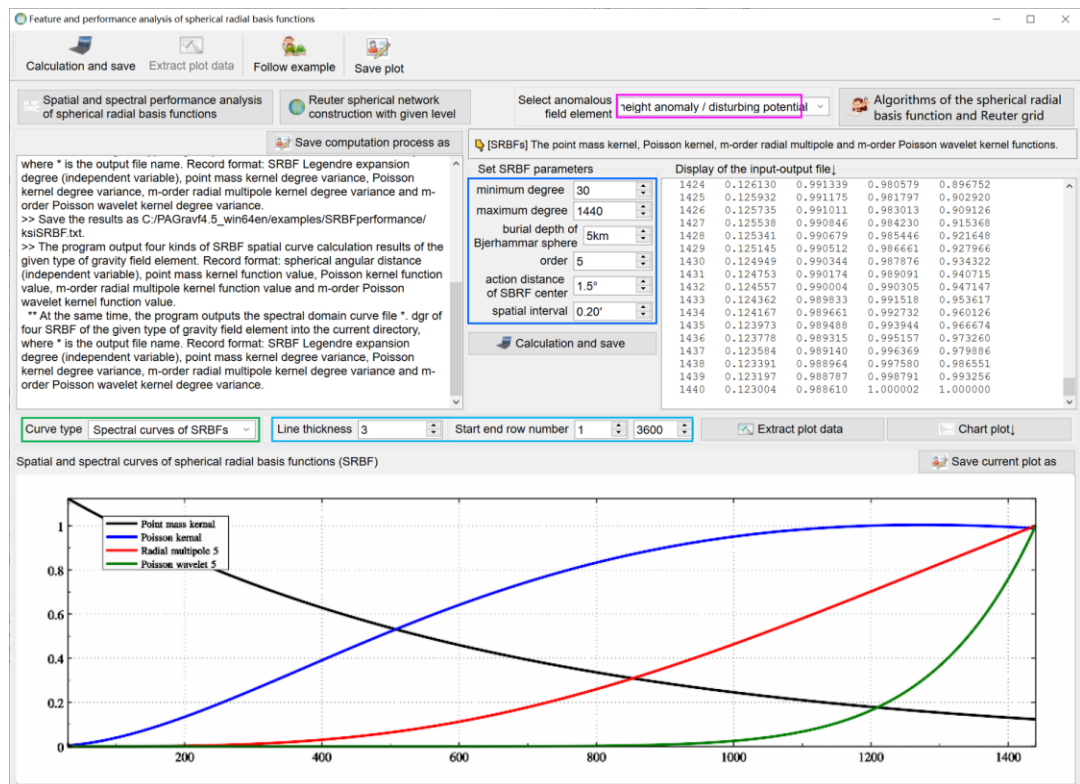 Feature and performance analysis of spherical radial basis functions
Calculation and save
Extract plot data
Follow example
Save plot
Spatial and spectral performance analysis
of spherical radial basis functions
Reuter spherical network
construction with given level
Select anomalous
field element
height anomaly / disturbing potential
Algorithms of the spherical radial
basis function and Reuter grid
Save computation process as
[SRBFs] The point mass kernel, Poisson kernel, m-order radial multipole and m-order Poisson wavelet kernel functions.
where * is the output file name. Record format: SRBF Legendre expansion
degree (independent variable), point mass kernel degree variance, Poisson
kernel degree variance, m-order radial multipole kernel degree variance and m-
order Poisson wavelet kernel degree variance.
>> Save the results as C:/PAGravf4.5_win64en/examples/SRBFperformance/
ksiSRBF.txt.
>> The program output four kinds of SRBF spatial curve calculation results of the
given type of gravity field element. Record format: spherical angular distance
(independent variable), point mass kernel function value, Poisson kernel function
value, m-order radial multipole kernel function value and m-order Poisson
wavelet kernel function value.
** At the same time, the program outputs the spectral domain curve file *. dgr of
four SRBF of the given type of gravity field element into the current directory,
where * is the output file name. Record format: SRBF Legendre expansion
degree (independent variable), point mass kernel degree variance, Poisson
kernel degree variance, m-order radial multipole kernel degree variance and m-
order Poisson wavelet kernel degree variance.
Set SRBF parameters
minimum degree 30
maximum degree 1440
burial depth of
Bjerhammar sphere 5km
order 5
action distance
of SBRF center 1.5°
spatial interval 0.20′
Calculation and save
Display of the input-output file↓
1424 0.126130 0.991339 0.980579 0.896752
1425 0.125932 0.991175 0.981797 0.902920
1426 0.125735 0.991011 0.983013 0.909126
1427 0.125538 0.990846 0.984230 0.915368
1428 0.125341 0.990679 0.985446 0.921648
1429 0.125145 0.990512 0.986661 0.927966
1430 0.124949 0.990344 0.987876 0.934322
1431 0.124753 0.990174 0.989091 0.940715
1432 0.124557 0.990004 0.990305 0.947147
1433 0.124362 0.989833 0.991518 0.953617
1434 0.124167 0.989661 0.992732 0.960126
1435 0.123973 0.989488 0.993944 0.966674
1436 0.123778 0.989315 0.995157 0.973260
1437 0.123584 0.989140 0.996369 0.979886
1438 0.123391 0.988964 0.997580 0.986551
1439 0.123197 0.988787 0.998791 0.993256
1440 0.123004 0.988610 1.000002 1.000000
Curve type Spectral curves of SRBFs
Line thickness 3
Start end row number 1 3600
Extract plot data
Chart plot↓
Spatial and spectral curves of spherical radial basis functions (SRBF)
Save current plot as
Point mass kernel
Poisson kernel
Radial multipole 5
Poisson wavelet 5
1
0.8
0.6
0.4
0.2
0
200 400 600 800 1000 1200 1400